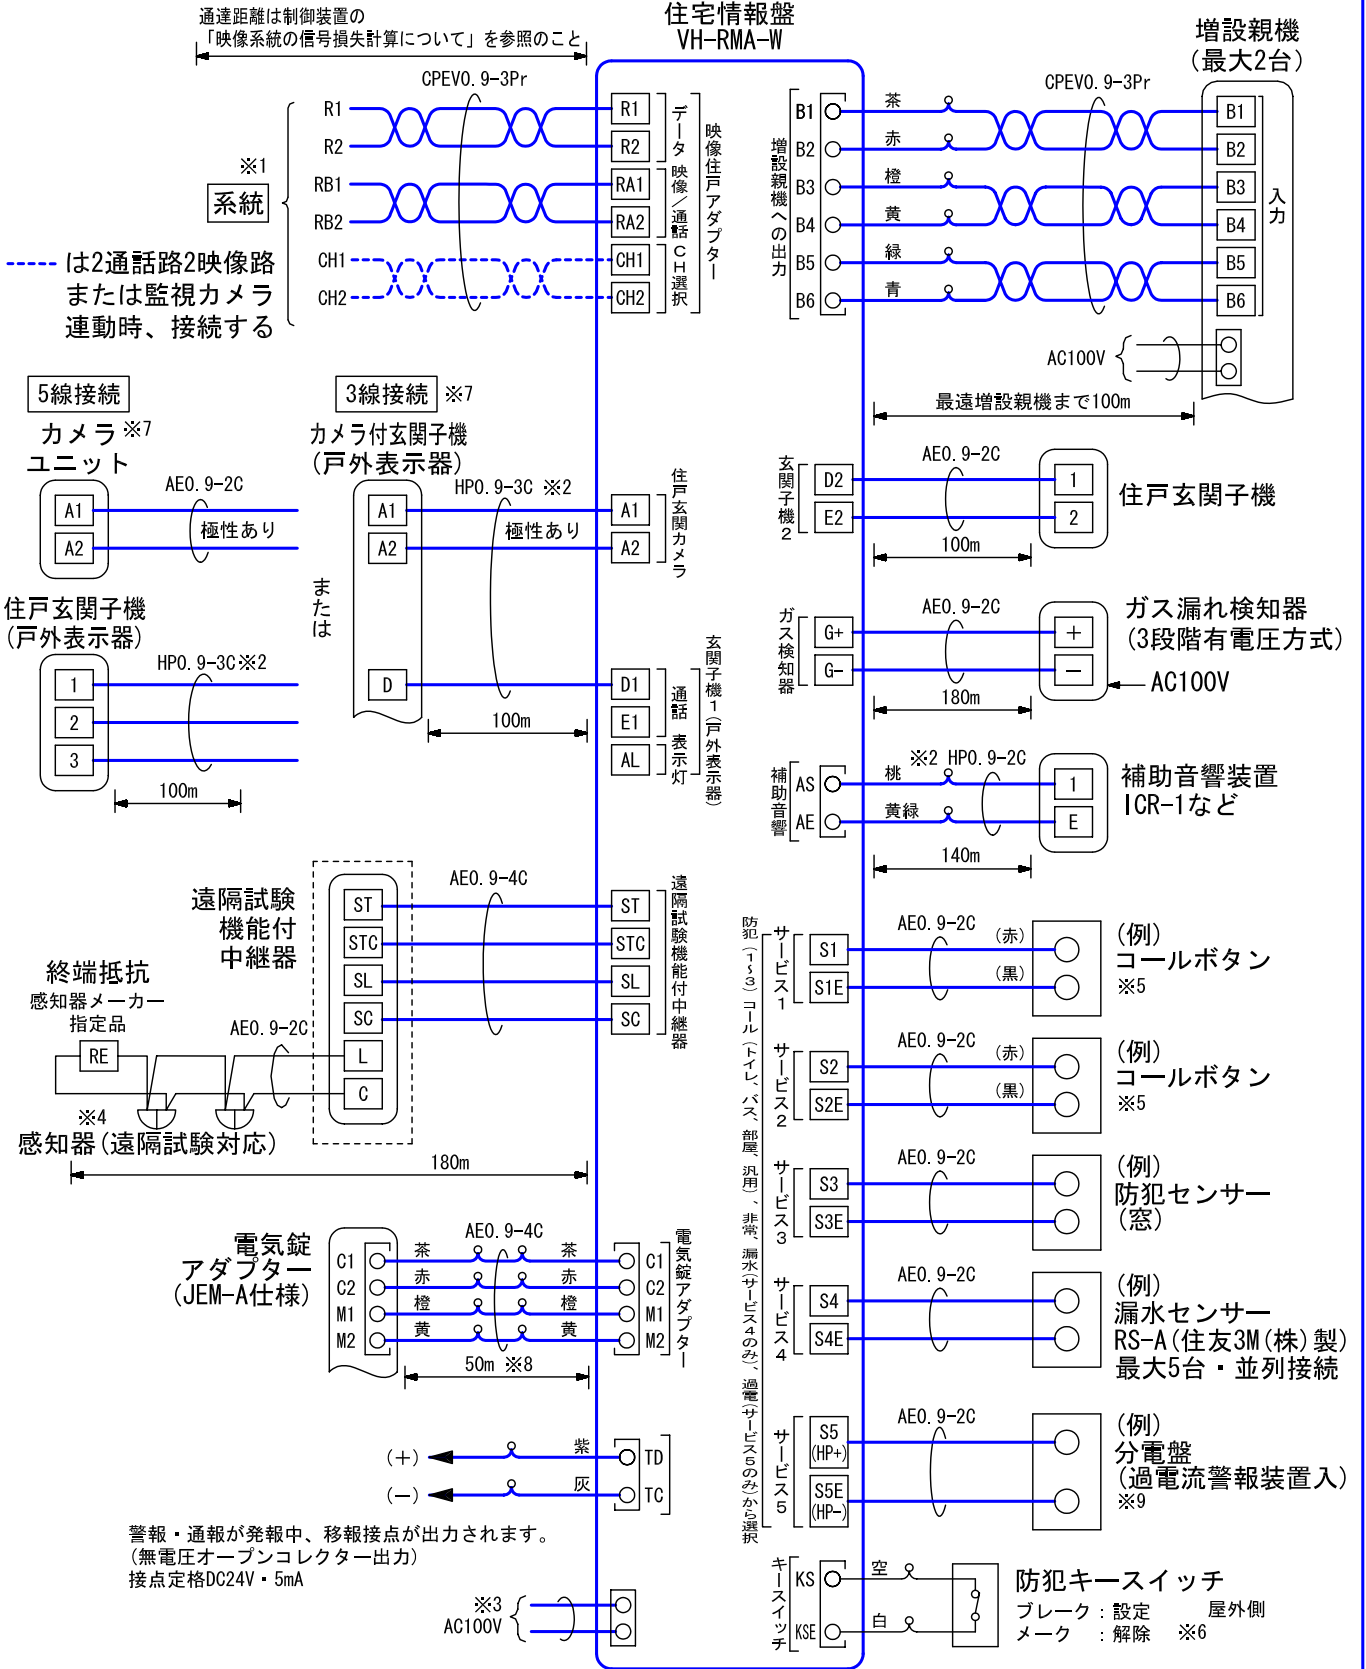 通達距離は制御装置の
「映像系統の信号損失計算について」を参照のこと
住宅情報盤
VH-RMA-W
増設親機
(最大2台)
CPEV0.9-3Pr
R1
R2
RB1
RB2
CH1
CH2
※1
系統
R1
R2
RA1
RA2
CH1
CH2
データ
映像/通話
CH選択
映像住戸アダプター
は2通話路2映像路
または監視カメラ
連動時、接続する
増設親機への出力
B1
B2
B3
B4
B5
B6
茶
赤
橙
黄
緑
青
CPEV0.9-3Pr
B1
B2
B3
B4
B5
B6
入力
AC100V
最遠増設親機まで100m
5線接続
カメラ ※7
ユニット
A1
A2
AE0.9-2C
極性あり
住戸玄関子機
(戸外表示器)
1
2
3
HP0.9-3C※2
100m
または
3線接続 ※7
カメラ付玄関子機
(戸外表示器)
A1
A2
D
HP0.9-3C ※2
極性あり
100m
A1
A2
住戸玄関カメラ
D1
E1
AL
通話
表示灯
玄関子機1(戸外表示器)
玄関子機2
D2
E2
AE0.9-2C
100m
1
2
住戸玄関子機
ガス検知器
G+
G-
AE0.9-2C
180m
+
-
ガス漏れ検知器
(3段階有電圧方式)
AC100V
補助音響
AS
AE
桃
黄緑
※2 HP0.9-2C
140m
1
E
補助音響装置
ICR-1など
遠隔試験
機能付
中継器
ST
STC
SL
SC
L
C
AE0.9-4C
ST
STC
SL
SC
遠隔試験機能付中継器
終端抵抗
感知器メーカー
指定品
RE
AE0.9-2C
※4
感知器(遠隔試験対応)
180m
防犯(1~3)、コール(トイレ、バス、部屋、汎用)、非常、漏水(サービス4のみ)、過電(サービス5のみ)から選択
サービス1
S1
S1E
AE0.9-2C
(赤)
(黒)
(例)
コールボタン
※5
サービス2
S2
S2E
AE0.9-2C
(赤)
(黒)
(例)
コールボタン
※5
サービス3
S3
S3E
AE0.9-2C
(例)
防犯センサー
(窓)
サービス4
S4
S4E
AE0.9-2C
(例)
漏水センサー
RS-A(住友3M(株)製)
最大5台・並列接続
サービス5
S5
(HP+)
S5E
(HP-)
AE0.9-2C
(例)
分電盤
(過電流警報装置入)
※9
電気錠
アダプター
(JEM-A仕様)
C1
C2
M1
M2
茶
赤
橙
黄
AE0.9-4C
茶
赤
橙
黄
50m ※8
C1
C2
M1
M2
電気錠アダプター
(+)
(-)
紫
灰
TD
TC
警報・通報が発報中、移報接点が出力されます。
(無電圧オープンコレクター出力)
接点定格DC24V・5mA
※3
AC100V
キースイッチ
KS
KSE
空
白
防犯キースイッチ
ブレーク:設定 屋外側
メーク :解除 ※6